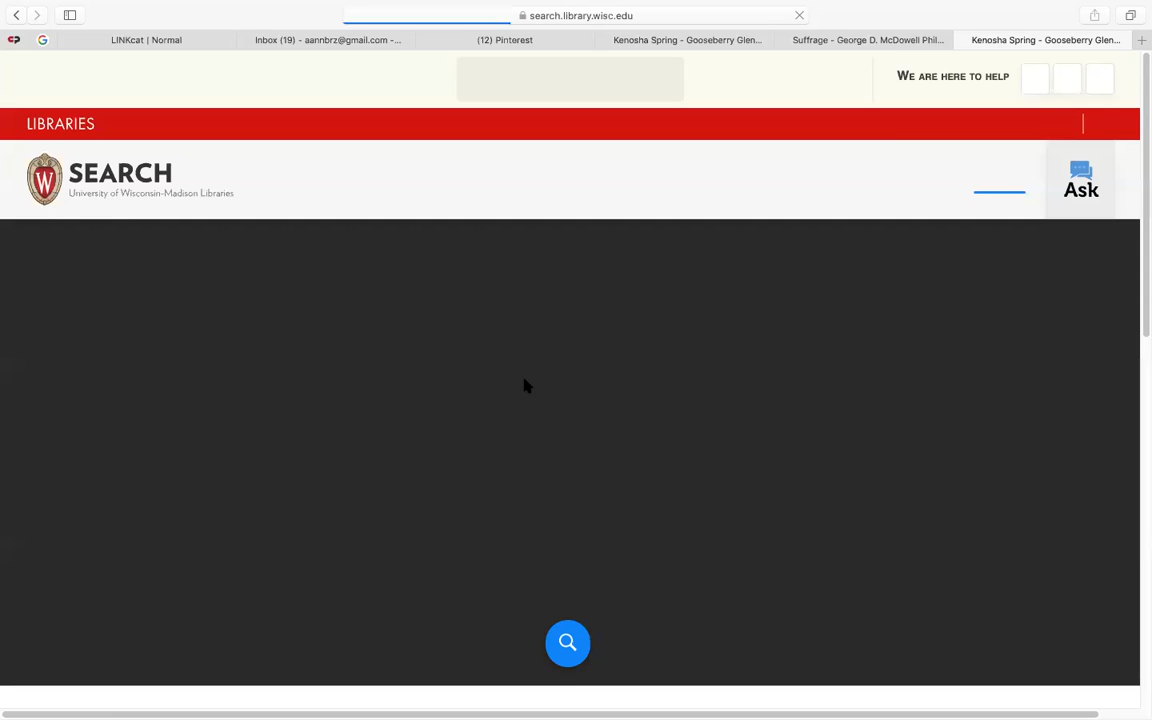 search.library.wisc.edu
LINKcat | Normal
Inbox (19) - aannbrz@gmail.com -...
(12) Pinterest
Kenosha Spring - Gooseberry Glen...
Suffrage - George D. McDowell Phil...
Kenosha Spring - Gooseberry Glen...
WE ARE HERE TO HELP
LIBRARIES
W
SEARCH
University of Wisconsin-Madison Libraries
Ask